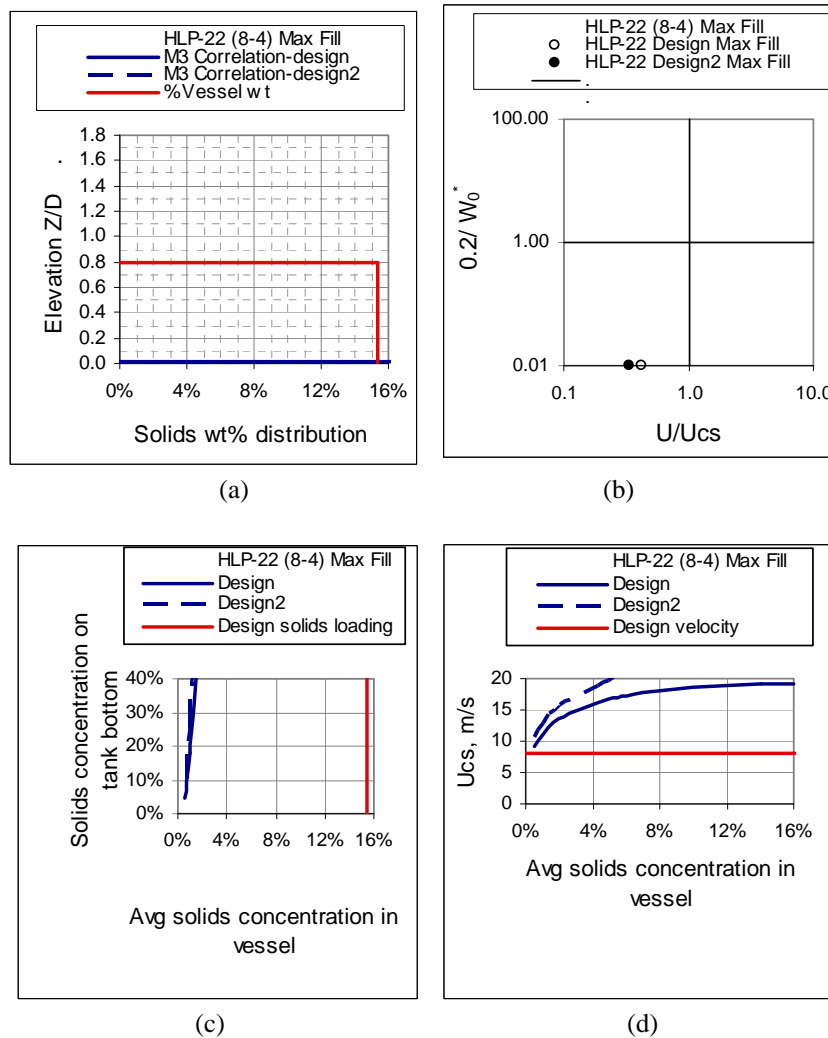 HLP-22 (8-4) Max Fill
M3 Correlation-design
M3 Correlation-design2
%Vessel wt
1.8
1.6
1.4
1.2
1.0
0.8
0.6
0.4
0.2
0.0
Elevation Z/D
0% 4% 8% 12% 16%
Solids wt% distribution
(a)
HLP-22 (8-4) Max Fill
HLP-22 Design Max Fill
HLP-22 Design2 Max Fill
100.00
1.00
0.01
0.2/ W0*
0.1 1.0 10.0
U/Ucs
(b)
HLP-22 (8-4) Max Fill
Design
Design2
Design solids loading
Solids concentration on
tank bottom
40%
30%
20%
10%
0%
0% 4% 8% 12% 16%
Avg solids concentration in
vessel
(c)
HLP-22 (8-4) Max Fill
Design
Design2
Design velocity
Ucs, m/s
20
15
10
5
0
0% 4% 8% 12% 16%
Avg solids concentration in
vessel
(d)